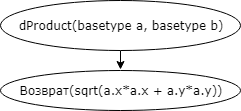 dProduct(basetype a, basetype b)
Возврат(sqrt(a.x*a.x + a.y*a.y))